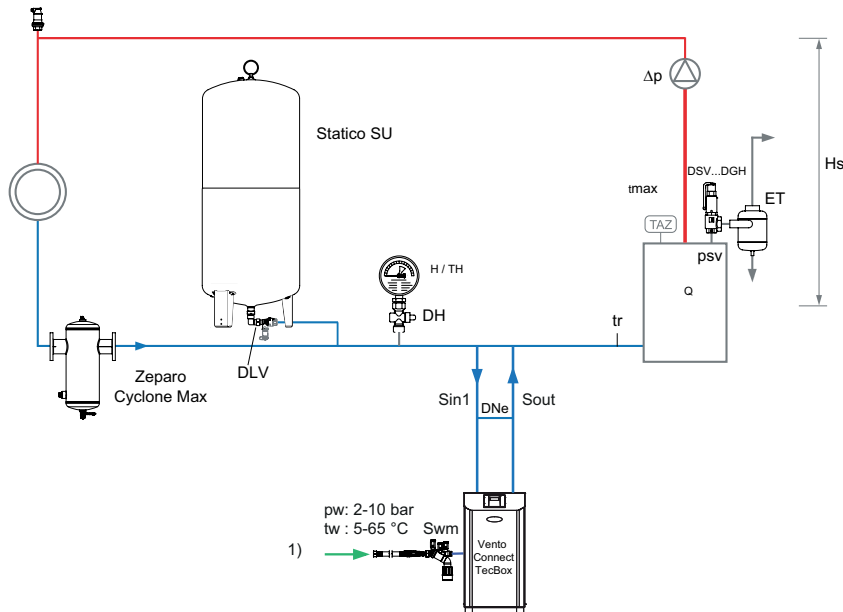 Δp
Statico SU
Hs
DSV...DGH
tmax
ET
TAZ
psv
H / TH
Q
DH
tr
DLV
Zeparo
Cyclone Max
Sin1
DNe
Sout
pw: 2-10 bar
tw : 5-65 °C
Swm
1)
Vento
Connect
TecBox